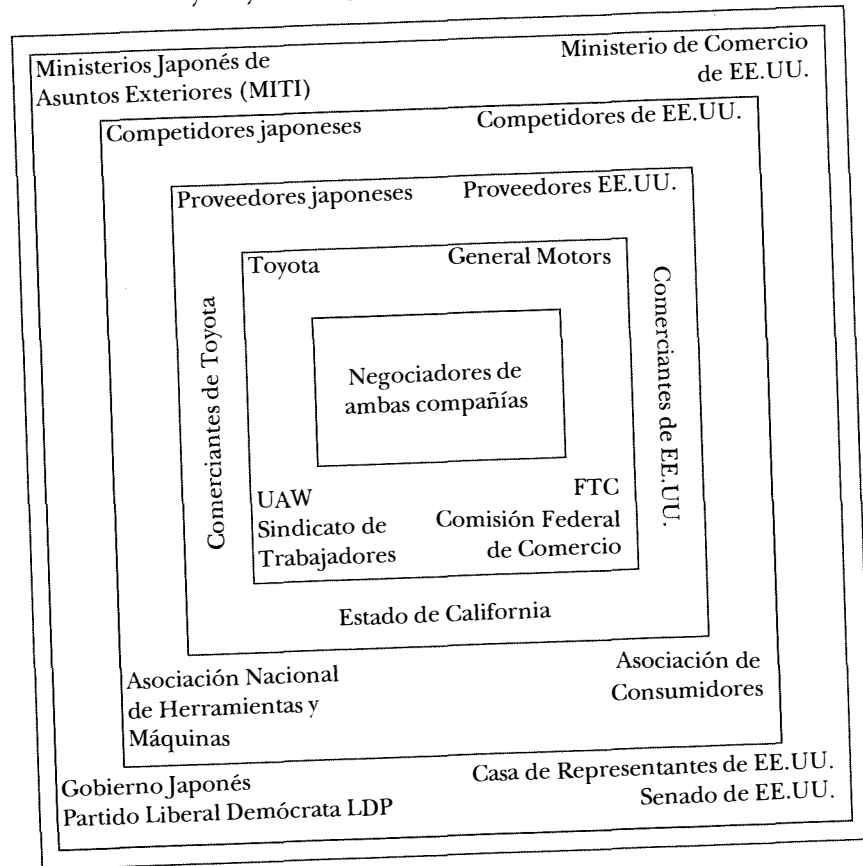 Ministerios Japonés de
Asuntos Exteriores (MITI)
Ministerio de Comercio
de EE.UU.
Competidores japoneses
Competidores de EE.UU.
Proveedores japoneses
Proveedores EE.UU.
Toyota
General Motors
Comerciantes de Toyota
Comerciantes de EE.UU.
Negociadores de
ambas compañías
UAW
Sindicato de
Trabajadores
FTC
Comisión Federal
de Comercio
Estado de California
Asociación Nacional
de Herramientas y
Máquinas
Asociación de
Consumidores
Gobierno Japonés
Partido Liberal Demócrata LDP
Casa de Representantes de EE.UU.
Senado de EE.UU.